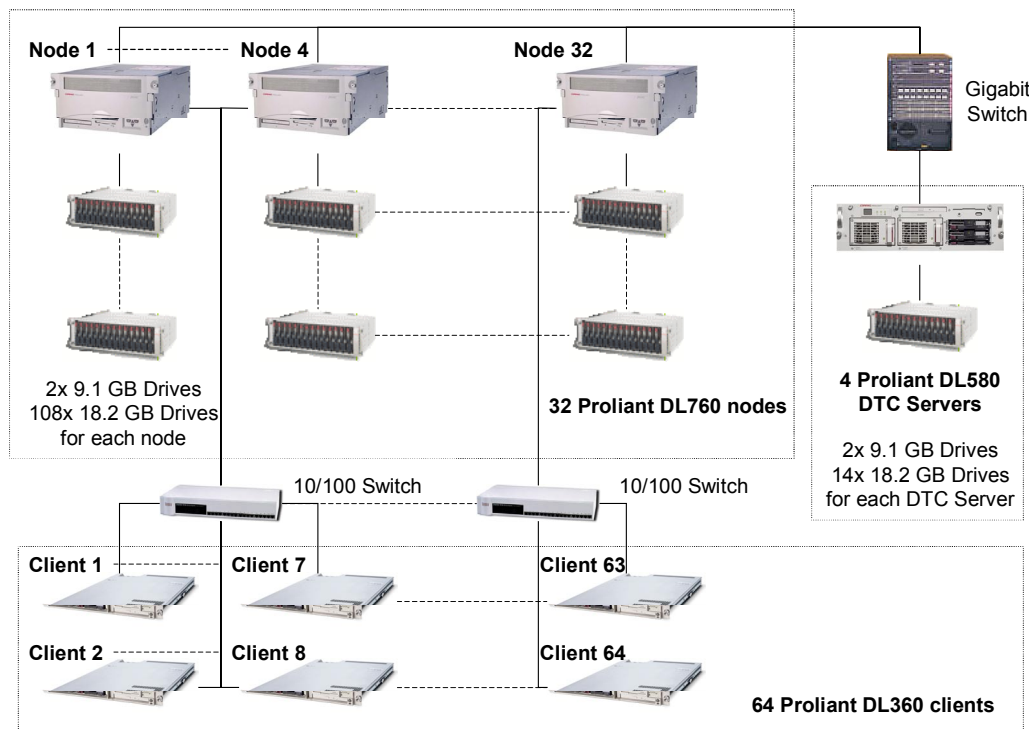 Node 1
Node 4
Node 32
Gigabit
Switch
2x 9.1 GB Drives
108x 18.2 GB Drives
for each node
32 Proliant DL760 nodes
4 Proliant DL580
DTC Servers
2x 9.1 GB Drives
14x 18.2 GB Drives
for each DTC Server
10/100 Switch
10/100 Switch
Client 1
Client 7
Client 63
Client 2
Client 8
Client 64
64 Proliant DL360 clients